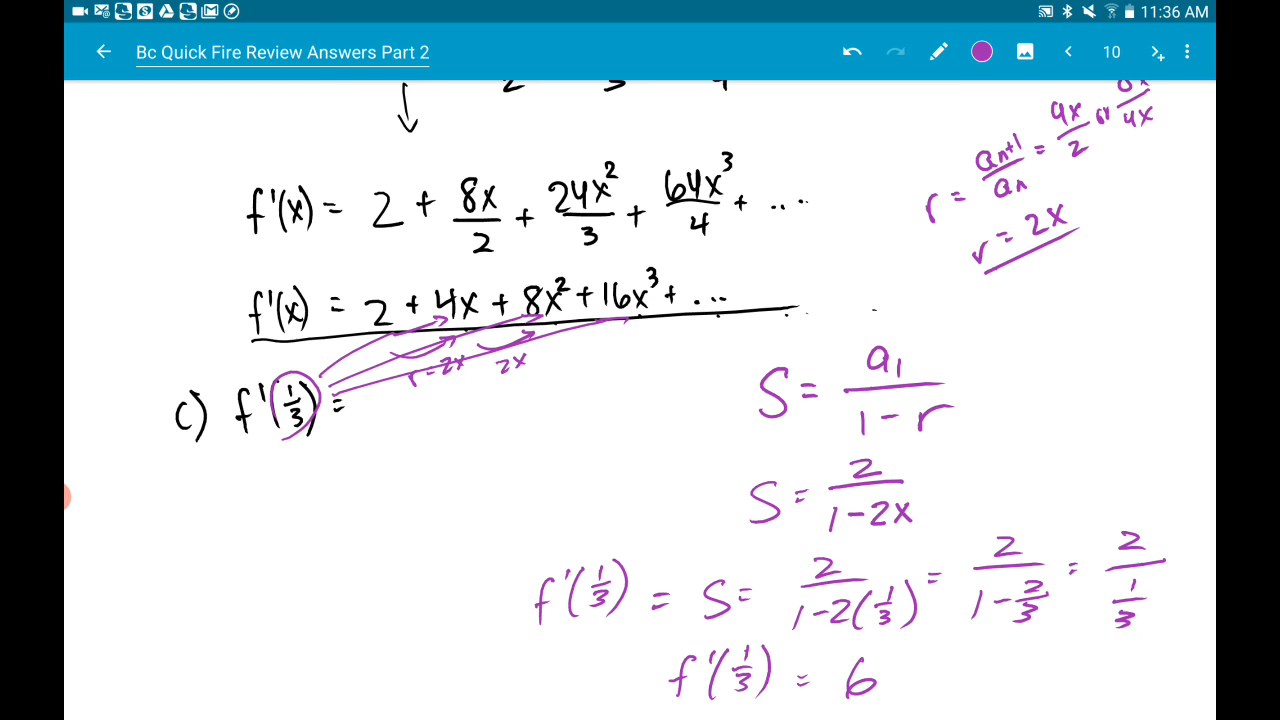 11:36 AM
Bc Quick Fire Review Answers Part 2
10
2 3 4
r = an+1/an = 4x/2 or 8x²/4x
r = 2x
f'(x) = 2 + 8x/2 + 24x²/3 + 64x³/4 + ....
f'(x) = 2 + 4x + 8x² + 16x³ + ...
r = 2x 2x
c) f'(1/3) =
S = a1/1-r
S = 2/1-2x
f'(1/3) = S = 2/1-2(1/3) = 2/1-2/3 = 2/1/3
f'(1/3) = 6